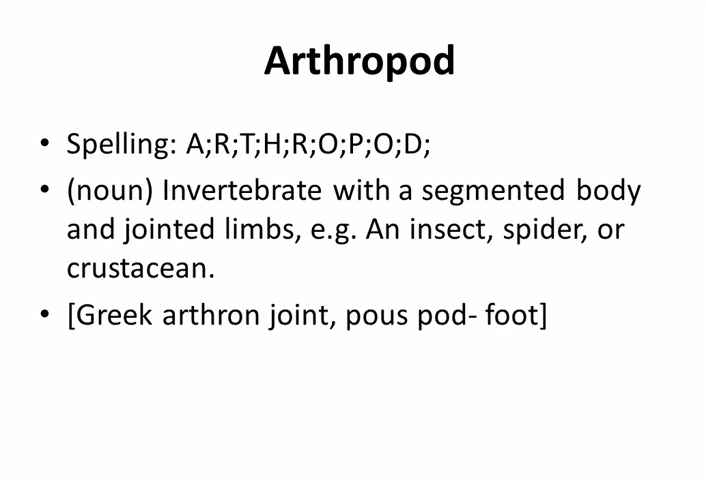 Arthropod
• Spelling: A;R;T;H;R;O;P;O;D;
• (noun) Invertebrate with a segmented body
and jointed limbs, e.g. An insect, spider, or
crustacean.
• [Greek arthron joint, pous pod- foot]